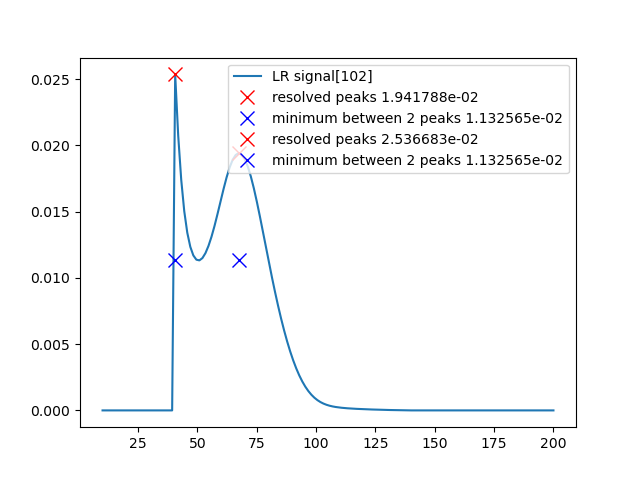 LR signal[102]
resolved peaks 1.941788e-02
minimum between 2 peaks 1.132565e-02
resolved peaks 2.536683e-02
minimum between 2 peaks 1.132565e-02
0.025
0.020
0.015
0.010
0.005
0.000
25 50 75 100 125 150 175 200